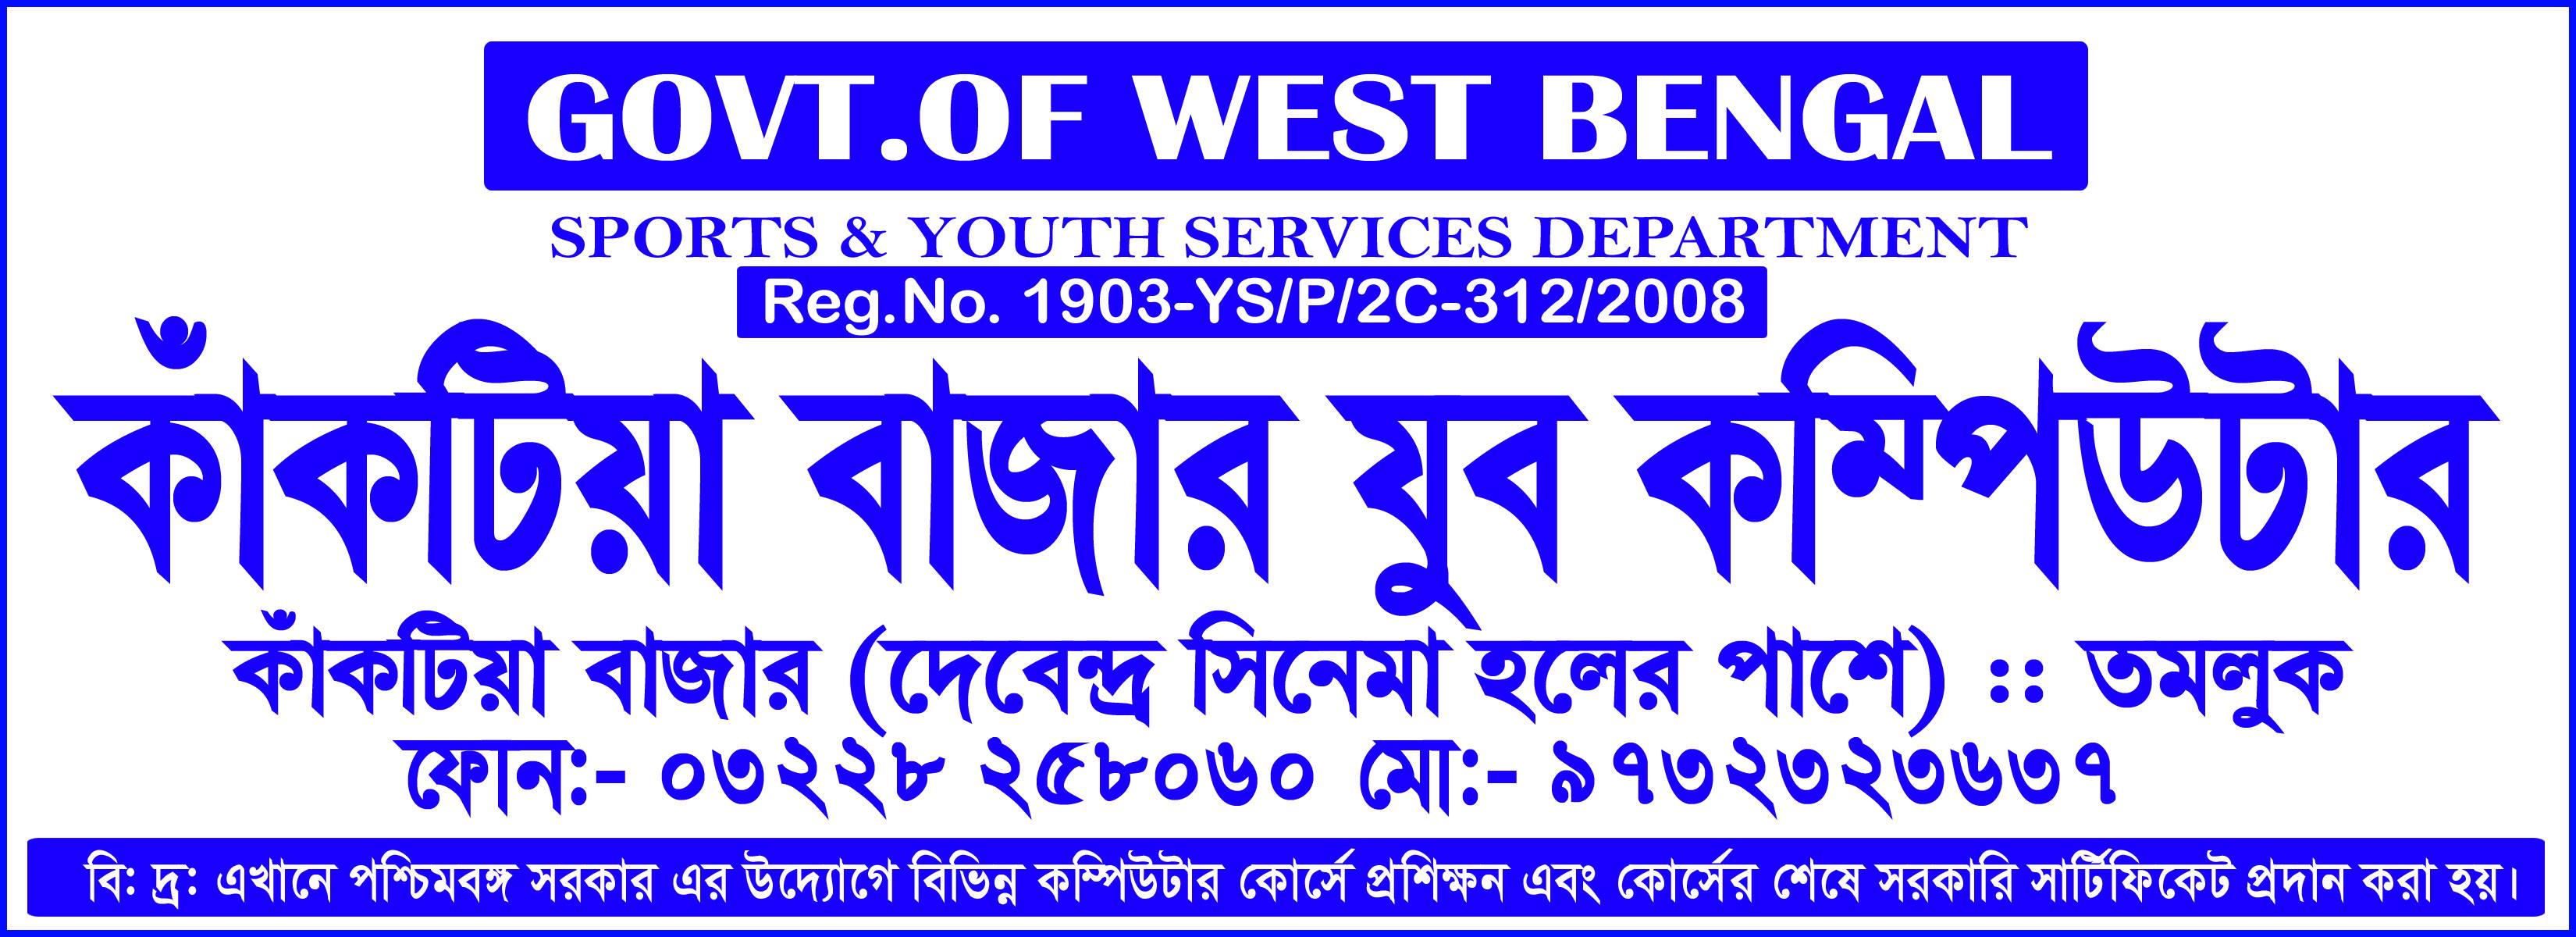 GOVT.OF WEST BENGAL
SPORTS & YOUTH SERVICES DEPARTMENT
Reg.No. 1903-YS/P/2C-312/2008
কাঁকটিয়া বাজার যুব কম্পিউটার
কাঁকটিয়া বাজার (দেবেন্দ্র সিনেমা হলের পাশে) :: তমলুক
ফোন:- ০৩২২৮ ২৫৮০৬০ মো:- ৯৭৩২৩২৩৬৩৭
বি: দ্র: এখানে পশ্চিমবঙ্গ সরকার এর উদ্যোগে বিভিন্ন কম্পিউটার কোর্সে প্রশিক্ষন এবং কোর্সের শেষে সরকারি সার্টিফিকেট প্রদান করা হয়।